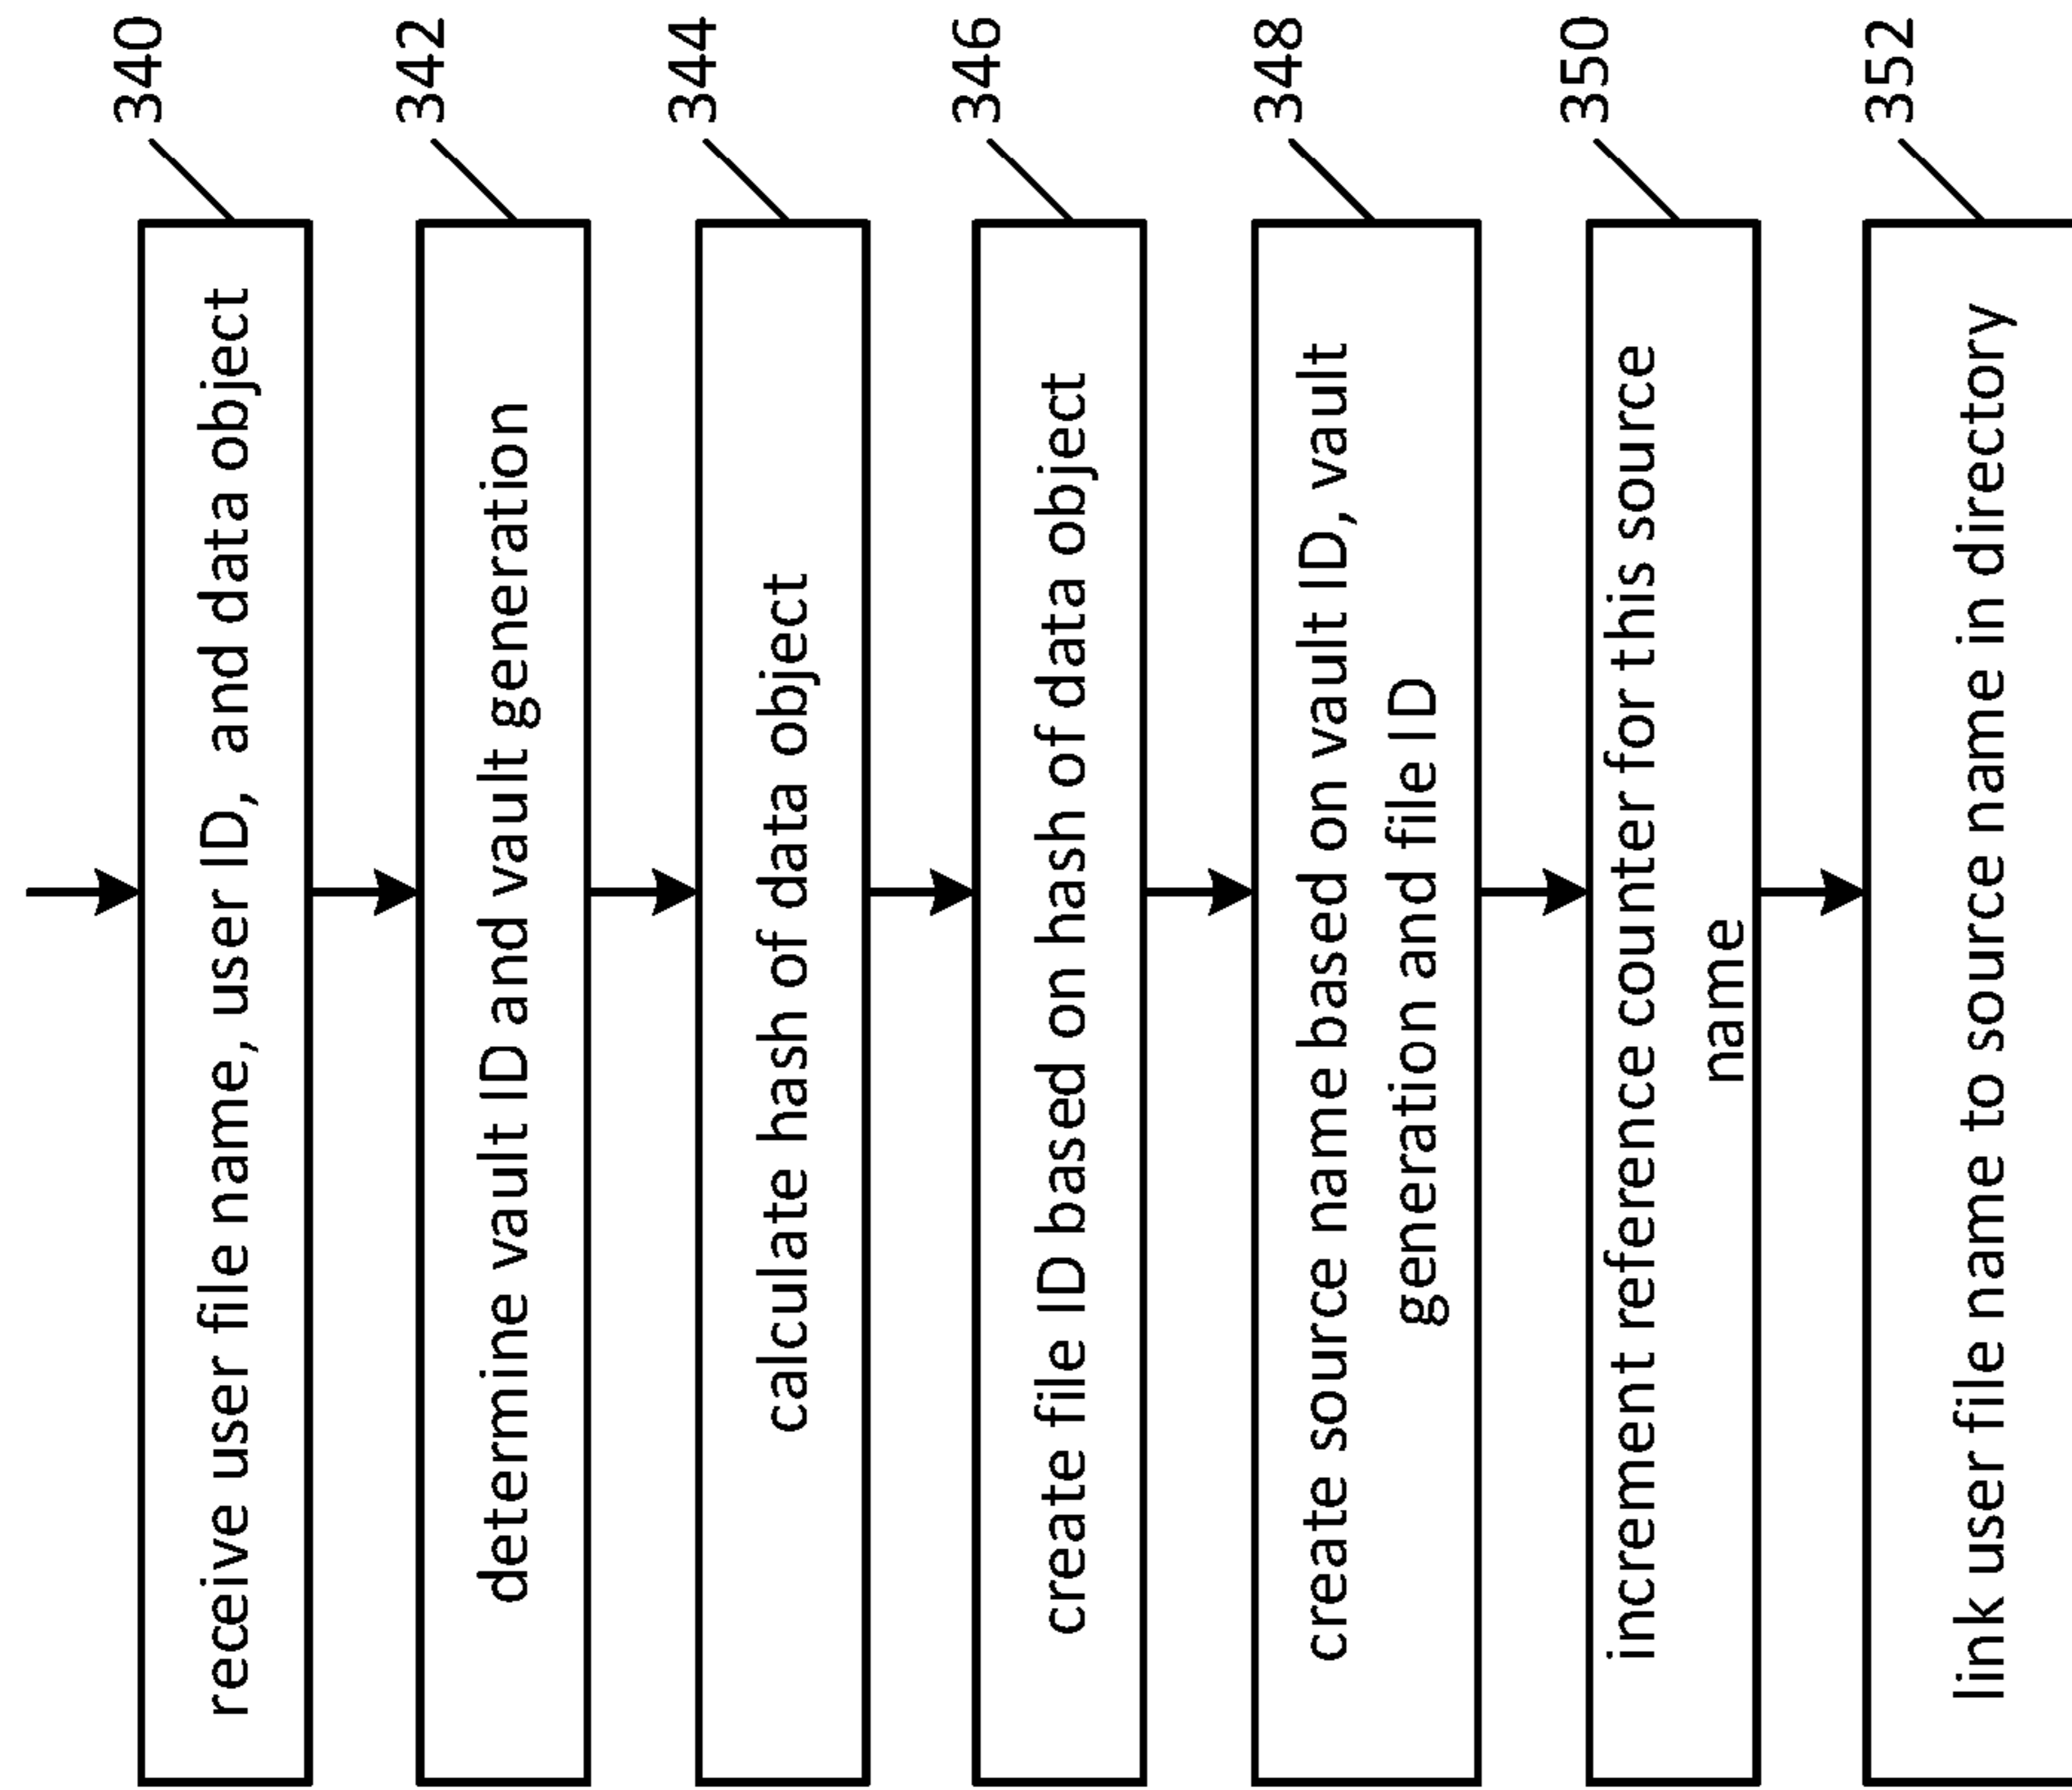 receive user file name, user ID, and data object
340
determine vault ID and vault generation
342
calculate hash of data object
344
create file ID based on hash of data object
346
create source name based on vault ID, vault
generation and file ID
348
increment reference counter for this source
name
350
link user file name to source name in directory
352